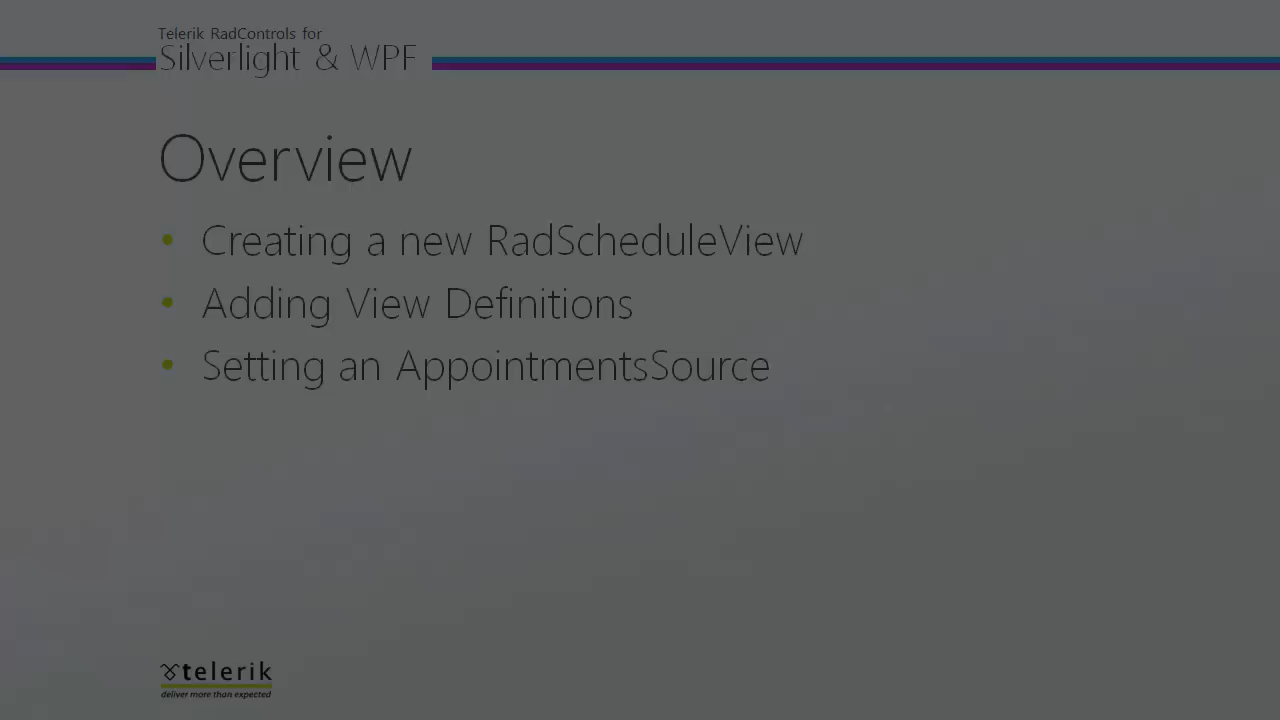 Telerik RadControls for
Silverlight & WPF
Overview
• Creating a new RadScheduleView
• Adding View Definitions
• Setting an AppointmentsSource
telerik
deliver more than expected